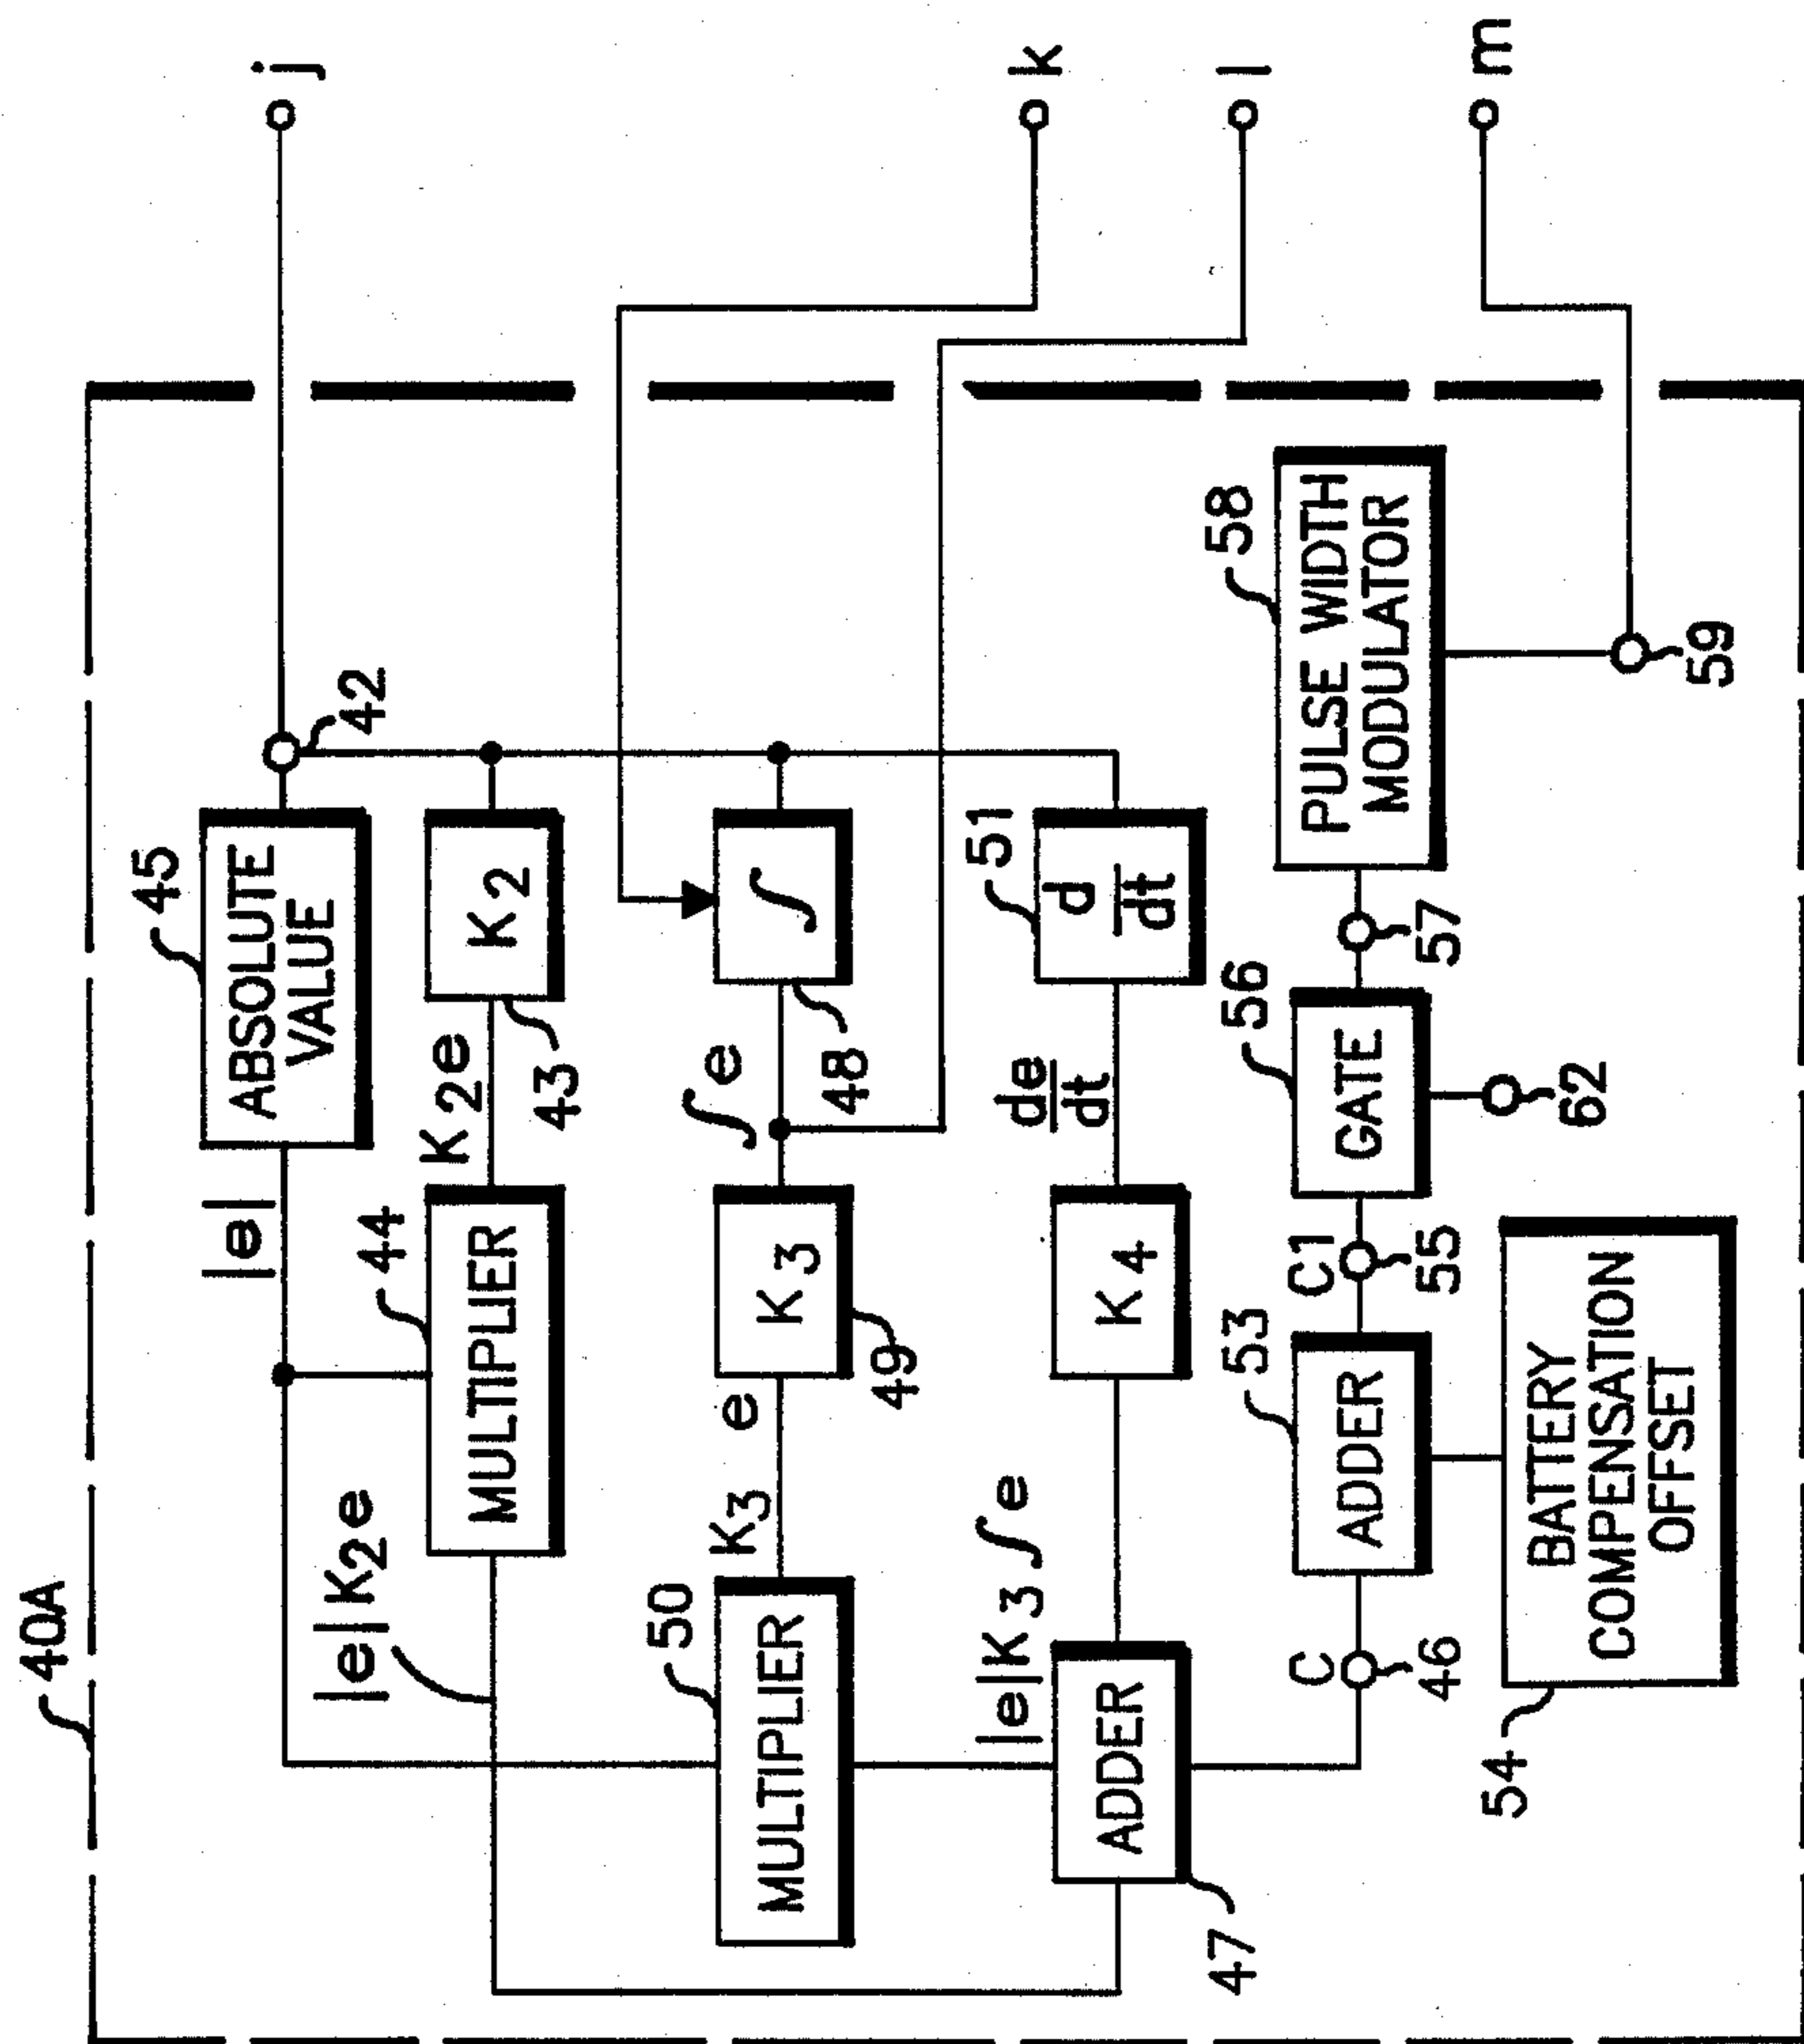 40A
45
ABSOLUTE
VALUE
|e|
42
j
44
MULTIPLIER
K2e
K2
43
|e|K2e
50
MULTIPLIER
K3 e
K3
49
∫e
∫
48
k
|e|K3∫e
ADDER
47
K4
de
dt
51
d
dt
l
C
46
53
ADDER
C1
55
56
GATE
62
57
58
PULSE WIDTH
MODULATOR
59
m
54
BATTERY
COMPENSATION
OFFSET